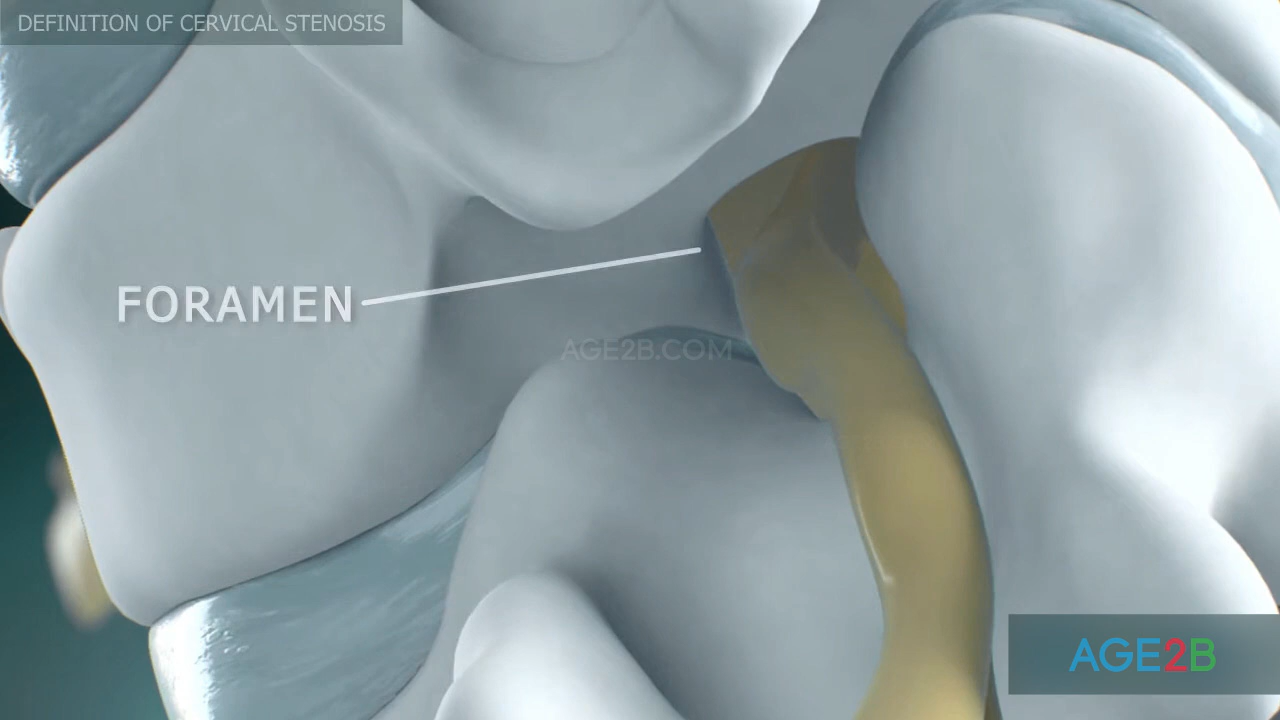 DEFINITION OF CERVICAL STENOSIS
FORAMEN
AGE2B.COM
AGE2B